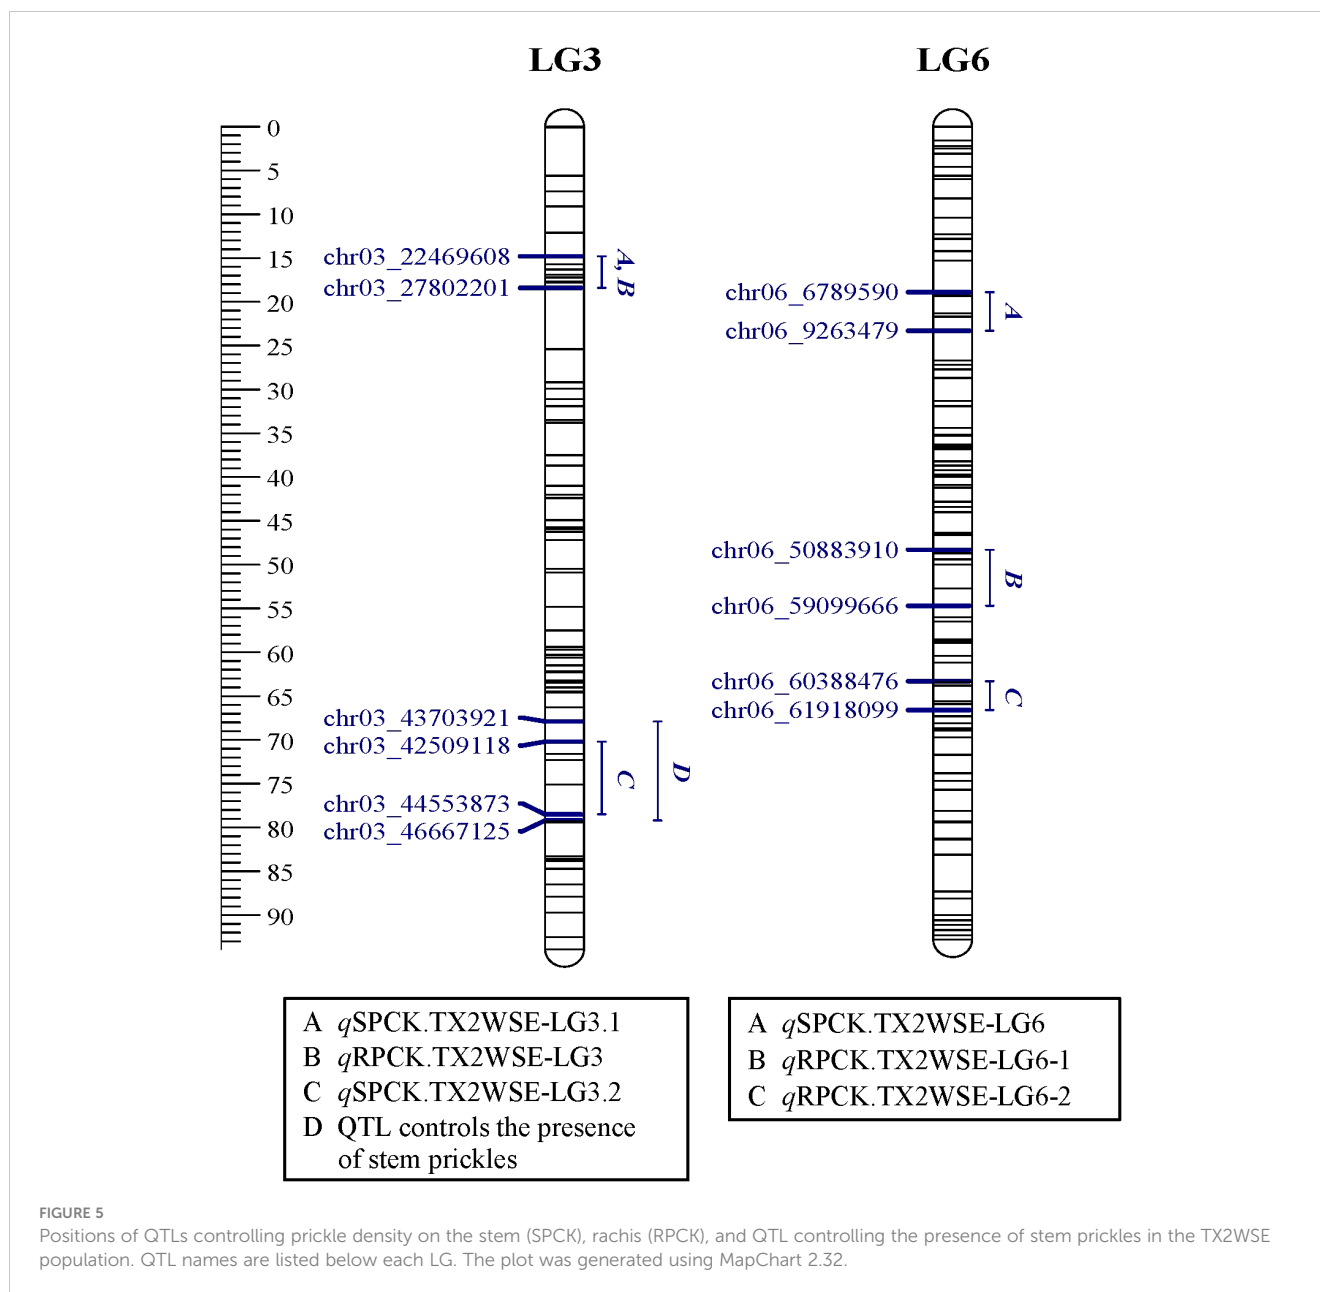 LG3
LG6
0
5
10
15
20
25
30
35
40
45
50
55
60
65
70
75
80
85
90
chr03_22469608
chr03_27802201
A, B
chr03_43703921
chr03_42509118
chr03_44553873
chr03_46667125
C
D
chr06_6789590
chr06_9263479
A
chr06_50883910
chr06_59099666
B
chr06_60388476
chr06_61918099
C
A qSPCK.TX2WSE-LG3.1
B qRPCK.TX2WSE-LG3
C qSPCK.TX2WSE-LG3.2
D QTL controls the presence
of stem prickles
A qSPCK.TX2WSE-LG6
B qRPCK.TX2WSE-LG6-1
C qRPCK.TX2WSE-LG6-2
FIGURE 5
Positions of QTLs controlling prickle density on the stem (SPCK), rachis (RPCK), and QTL controlling the presence of stem prickles in the TX2WSE
population. QTL names are listed below each LG. The plot was generated using MapChart 2.32.